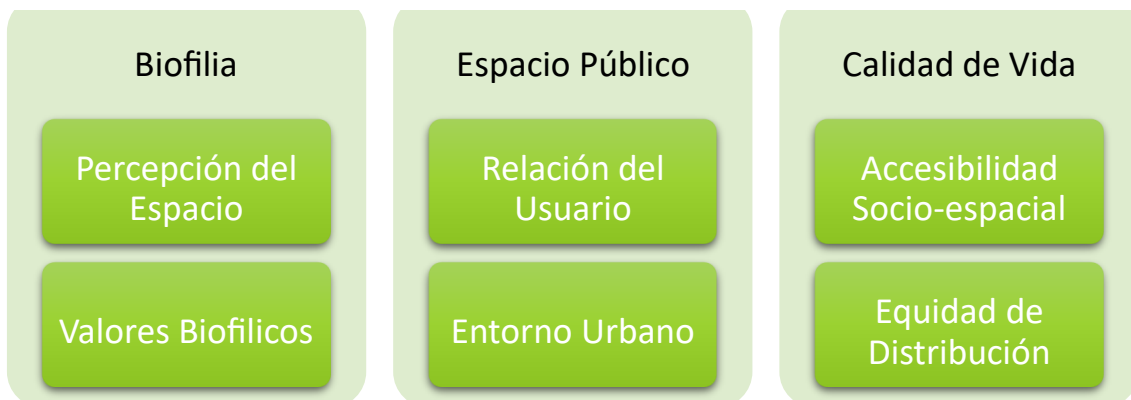 Biofilia
Percepción del
Espacio
Valores Biofilicos
Espacio Público
Relación del
Usuario
Entorno Urbano
Calidad de Vida
Accesibilidad
Socio-espacial
Equidad de
Distribución